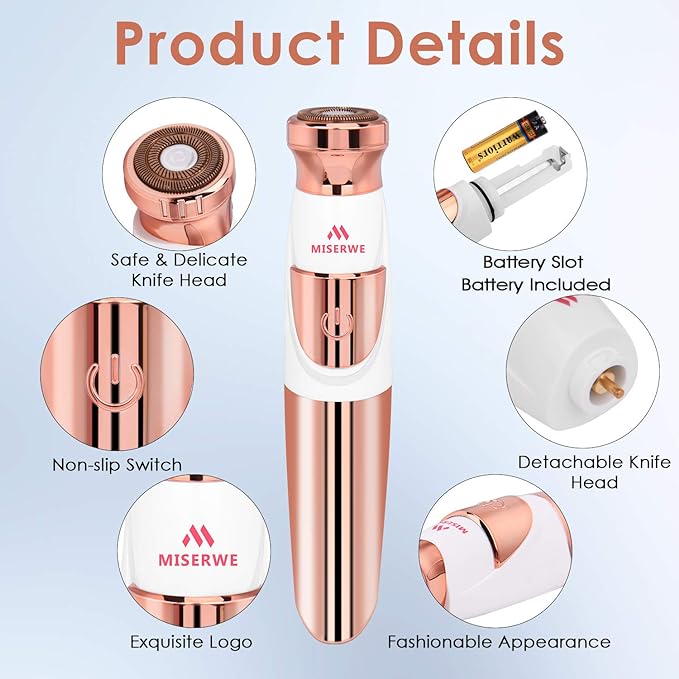 Product Details
Safe & Delicate
Knife Head
MISERWE
Warriors
Battery Slot
Battery Included
Non-slip Switch
Detachable Knife
Head
MISERWE
Exquisite Logo
Fashionable Appearance